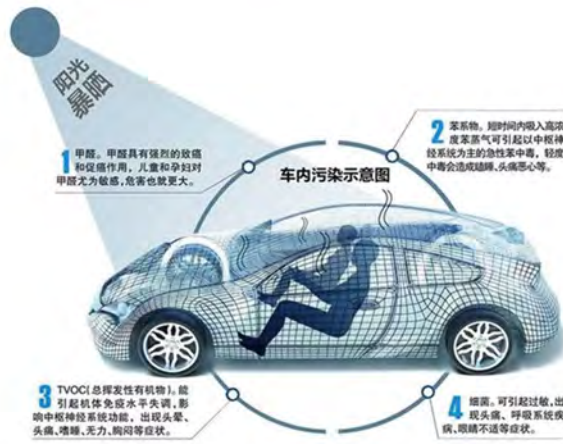 阳光
暴晒
1 甲醛。甲醛具有强烈的致癌
和促癌作用，儿童和孕妇对
甲醛尤为敏感，危害也就更大。
2 苯系物。短时间内吸入高浓
度苯蒸气可引起以中枢神
经系统为主的急性苯中毒，轻度
中毒会造成嗑睡、头痛恶心等。
车内污染示意图
3 TVOC(总挥发性有机物)。能
引起机体免疫水平失调，影
响中枢神经系统功能，出现头晕、
头痛、嗜睡、无力、胸闷等症状。
4 细菌。可引起过敏，出
现头痛、呼吸系统疾
病、眼睛不适等症状。